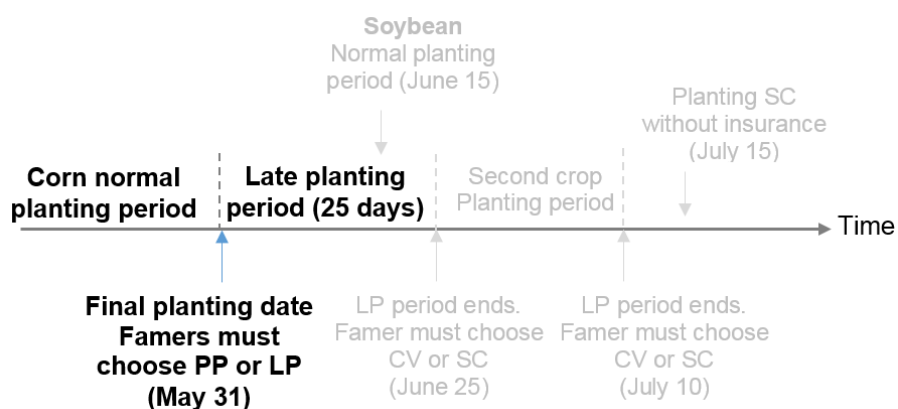 Soybean
Normal planting
period (June 15)
Planting SC
without insurance
(July 15)
Corn normal
planting period
Late planting
period (25 days)
Second crop
Planting period
Time
Final planting date
Famers must
choose PP or LP
(May 31)
LP period ends.
Famer must choose
CV or SC
(June 25)
LP period ends.
Famer must choose
CV or SC
(July 10)